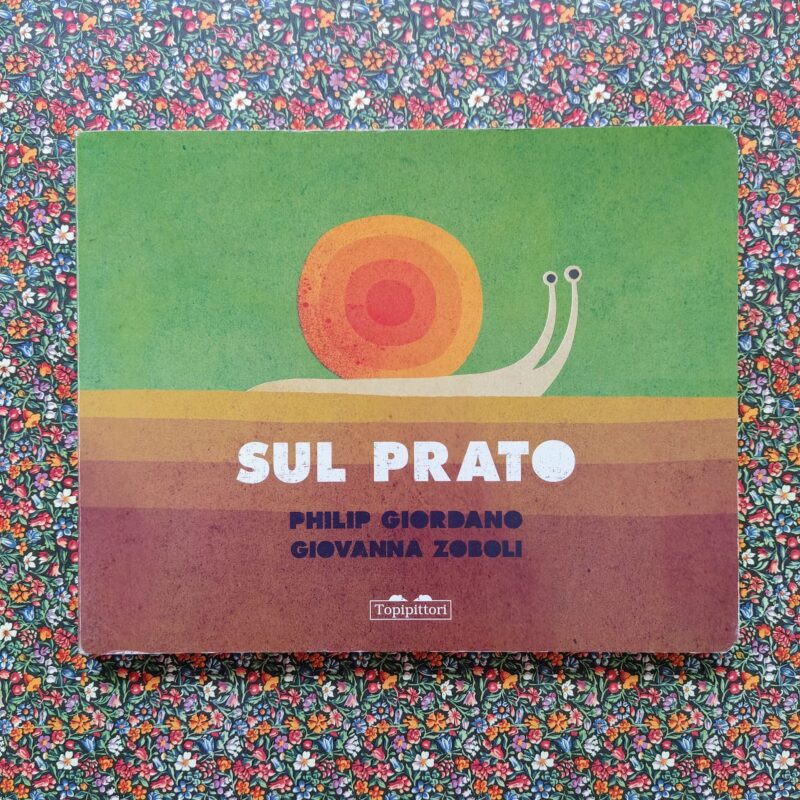 SUL PRATO
PHILIP GIORDANO
GIOVANNA ZOBOLI
Topipittori